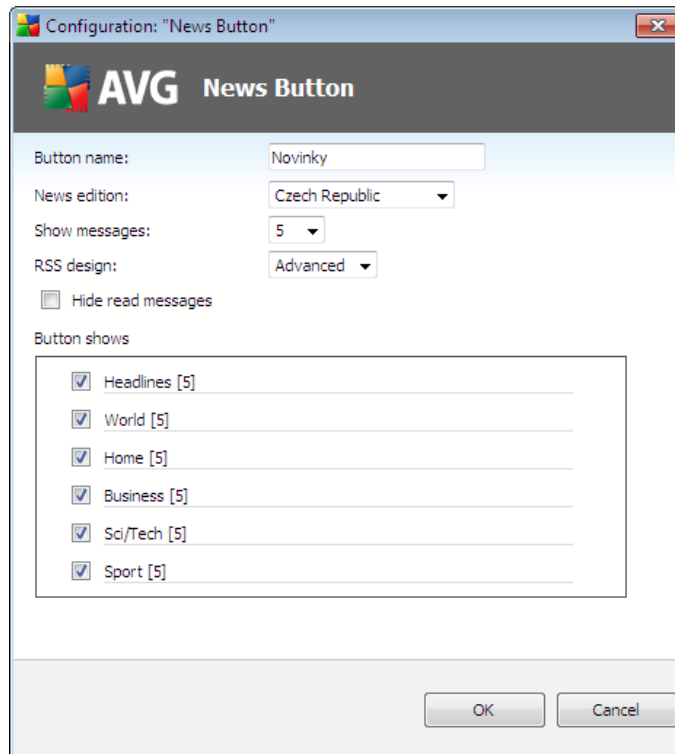 Configuration: "News Button"
AVG News Button
Button name: Novinky
News edition: Czech Republic
Show messages: 5
RSS design: Advanced
Hide read messages
Button shows
Headlines [5]
World [5]
Home [5]
Business [5]
Sci/Tech [5]
Sport [5]
OK Cancel